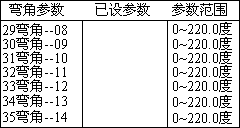 弯角参数 已设参数 参数范围
29弯角--08 0~220.0度
30弯角--09 0~220.0度
31弯角--10 0~220.0度
32弯角--11 0~220.0度
33弯角--12 0~220.0度
34弯角--13 0~220.0度
35弯角--14 0~220.0度